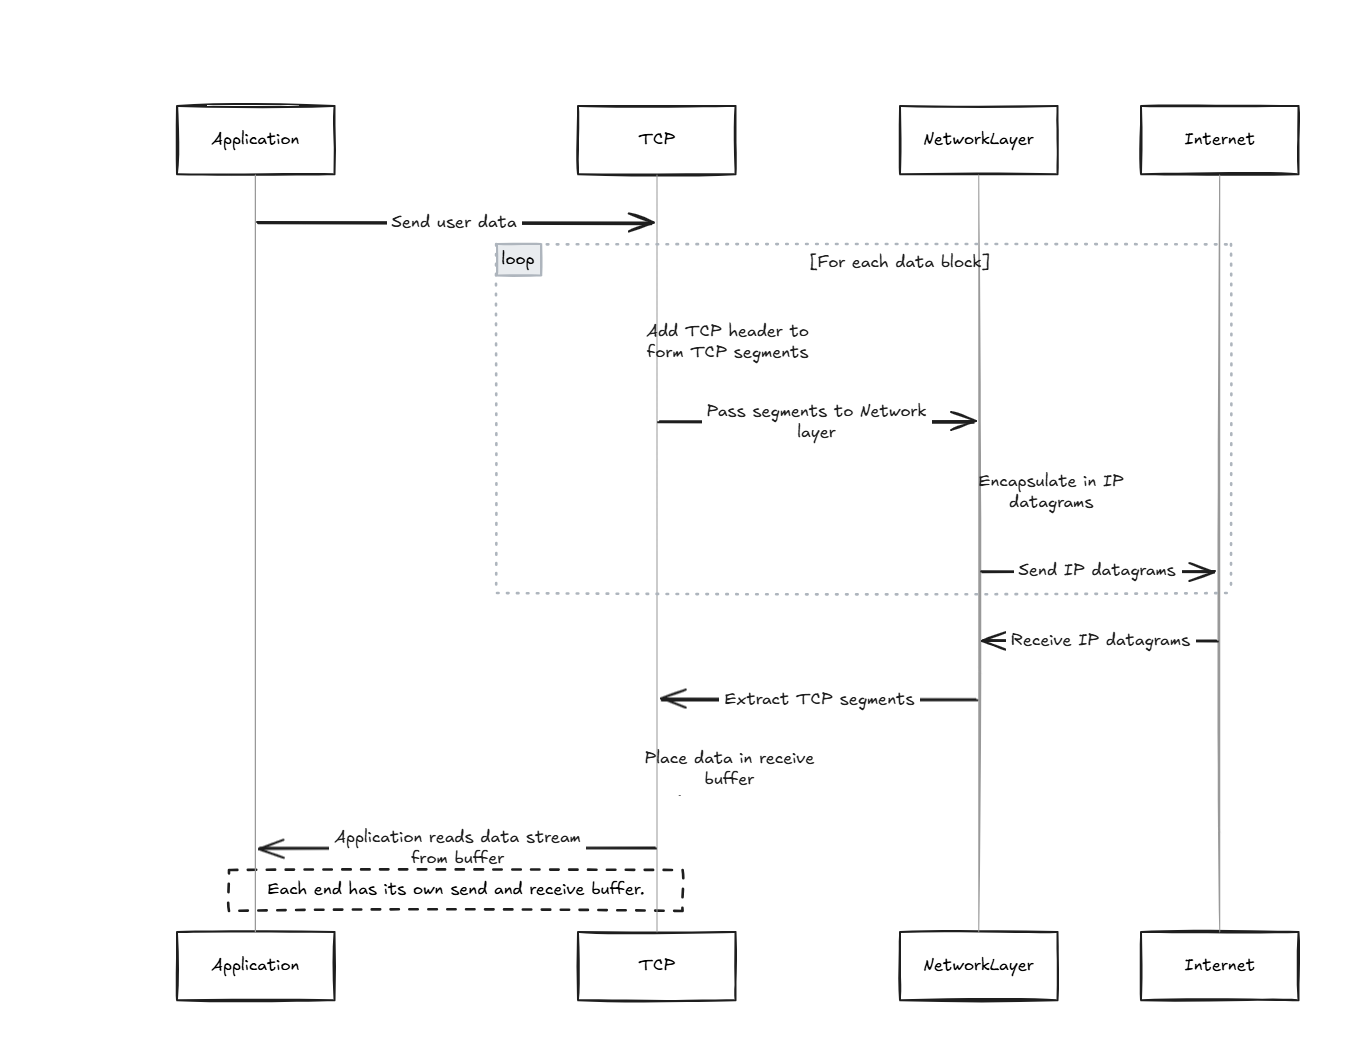 Application
TCP
NetworkLayer
Internet
Send user data
loop
[For each data block]
Add TCP header to
form TCP segments
Pass segments to Network
layer
Encapsulate in IP
datagrams
Send IP datagrams
Receive IP datagrams
Extract TCP segments
Place data in receive
buffer
Application reads data stream
from buffer
Each end has its own send and receive buffer.
Application
TCP
NetworkLayer
Internet